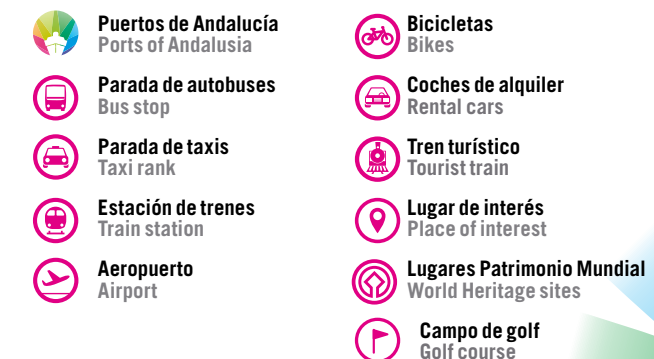 Puertos de Andalucía
Ports of Andalusia
Parada de autobuses
Bus stop
Parada de taxis
Taxi rank
Estación de trenes
Train station
Aeropuerto
Airport
Bicicletas
Bikes
Coches de alquiler
Rental cars
Tren turístico
Tourist train
Lugar de interés
Place of interest
Lugares Patrimonio Mundial
World Heritage sites
Campo de golf
Golf course